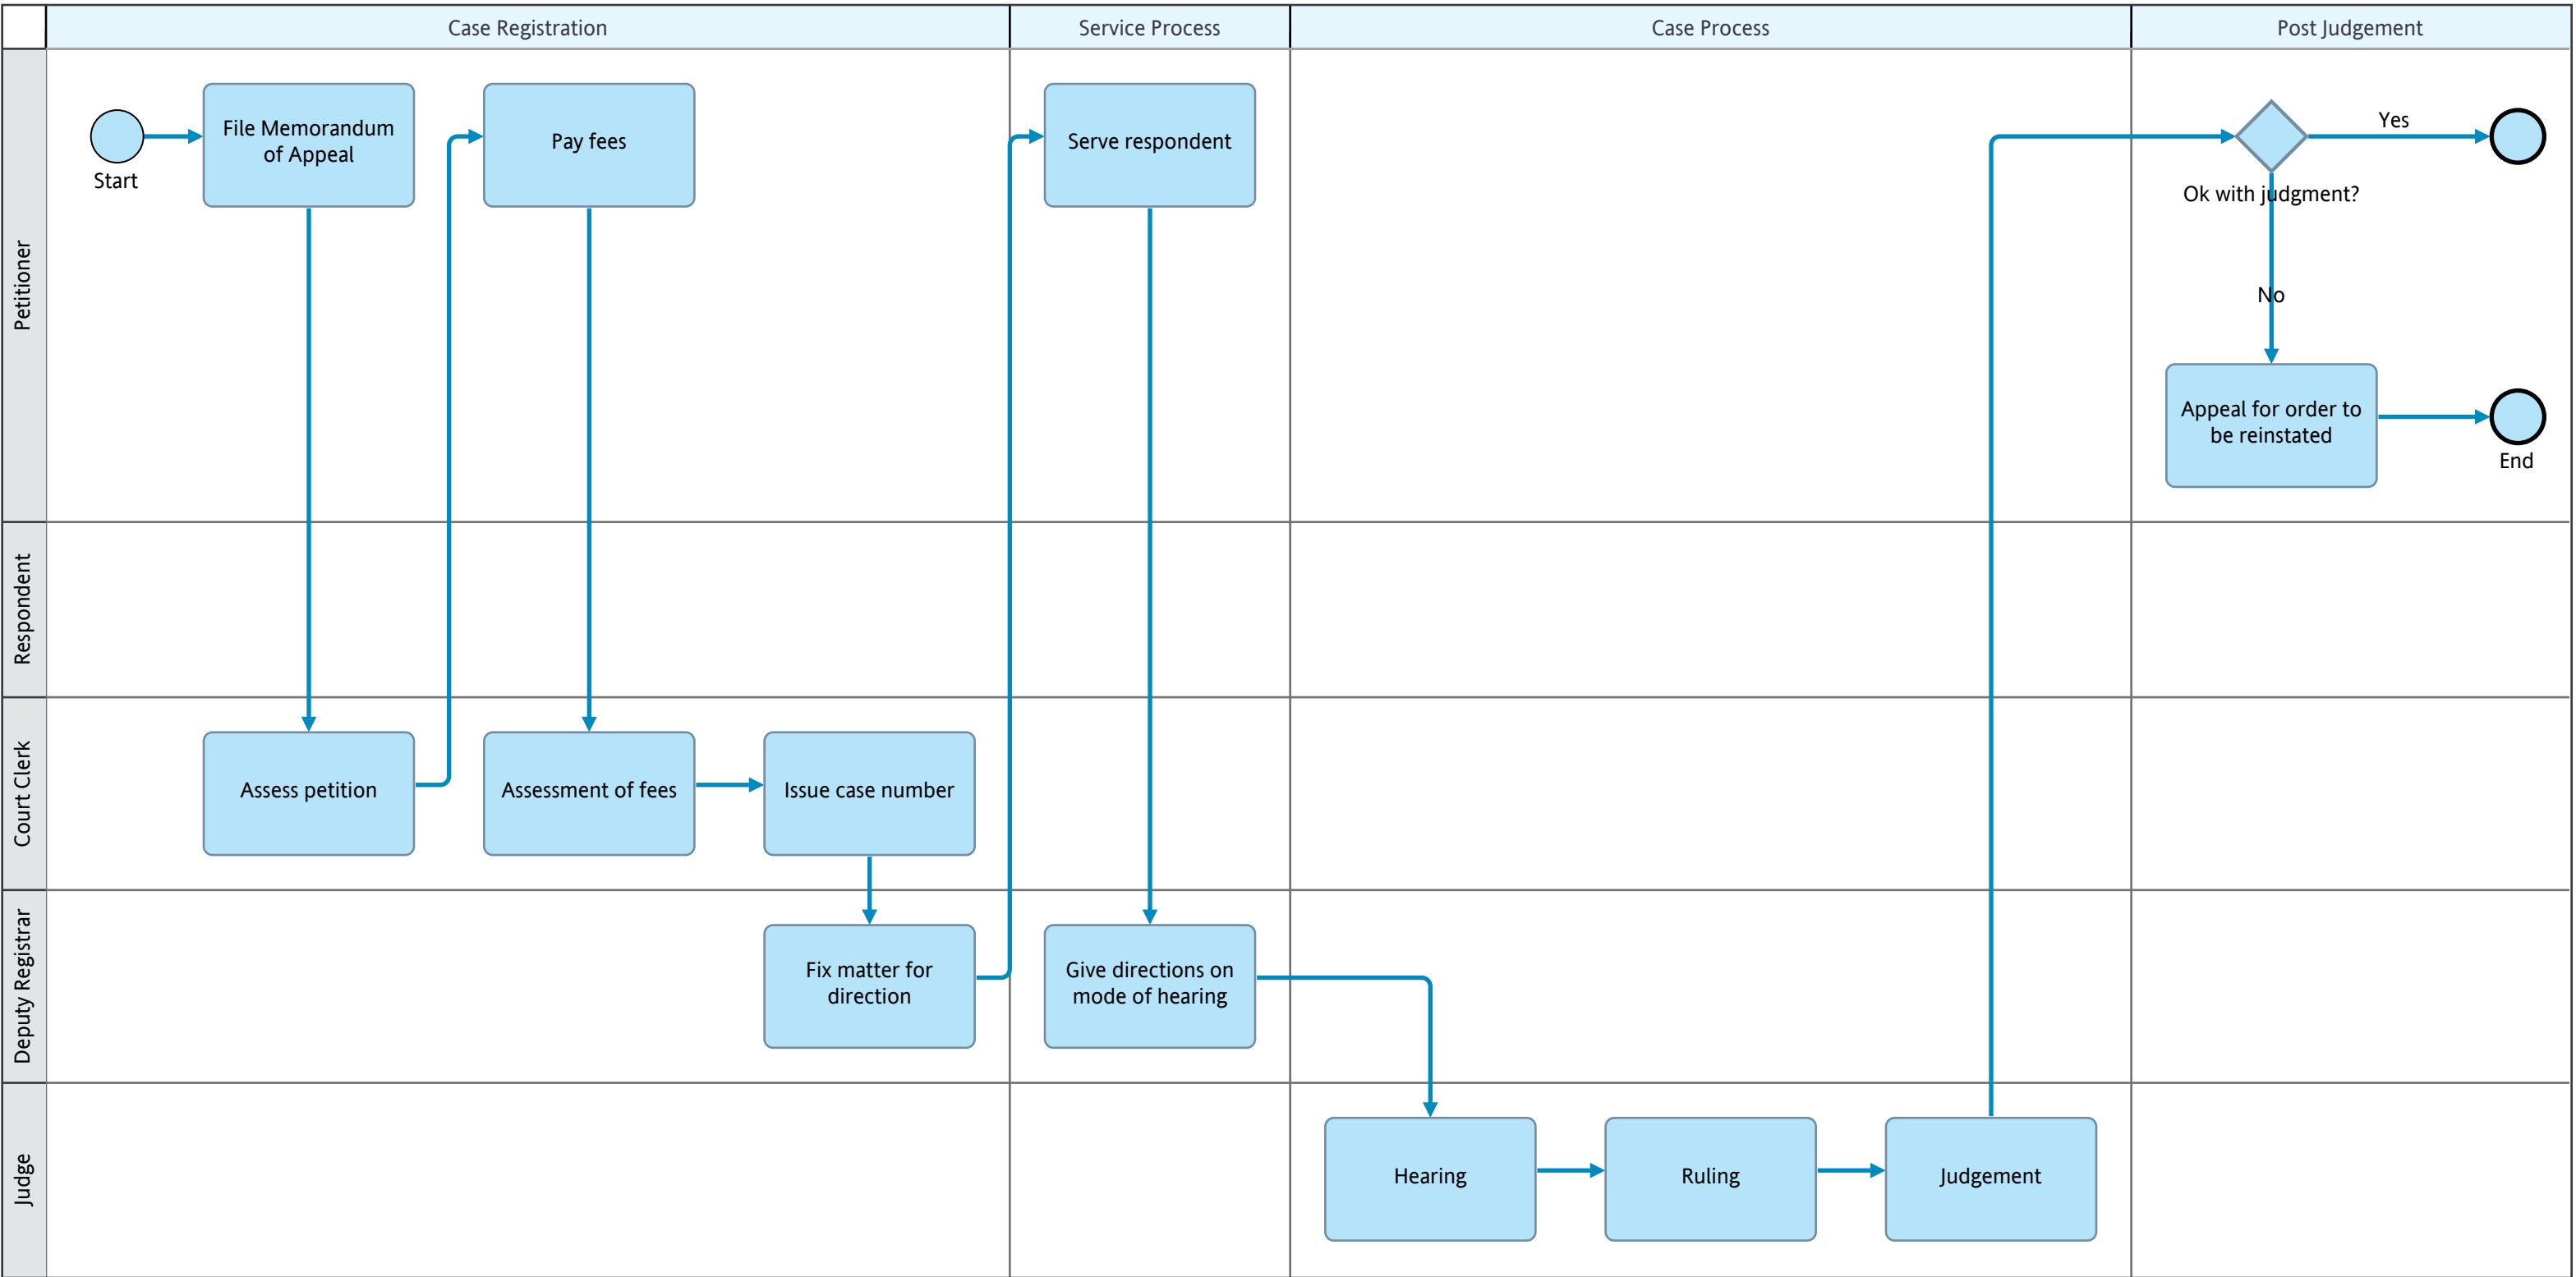 Case Registration
Service Process
Case Process
Post Judgement
Petitioner
Start
File Memorandum
of Appeal
Pay fees
Serve respondent
Ok with judgment?
Yes
No
Appeal for order to
be reinstated
End
Respondent
Court Clerk
Assess petition
Assessment of fees
Issue case number
Deputy Registrar
Fix matter for
direction
Give directions on
mode of hearing
Judge
Hearing
Ruling
Judgement